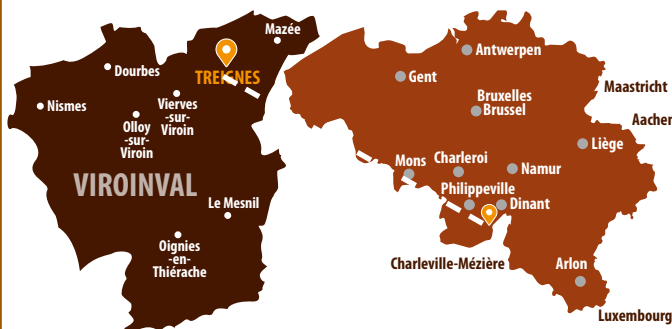 Mazée
TREIGNES
Dourbes
Nismes
Vierves
-sur-
Viroin
Olloy
-sur-
Viroin
VIROINVAL
Le Mesnil
Oignies
-en-
Thiérache
Antwerpen
Gent
Maastricht
Bruxelles
Brussel
Aachen
Liège
Mons
Charleroi
Namur
Philippeville
Dinant
Charleville-Mézière
Arlon
Luxembourg